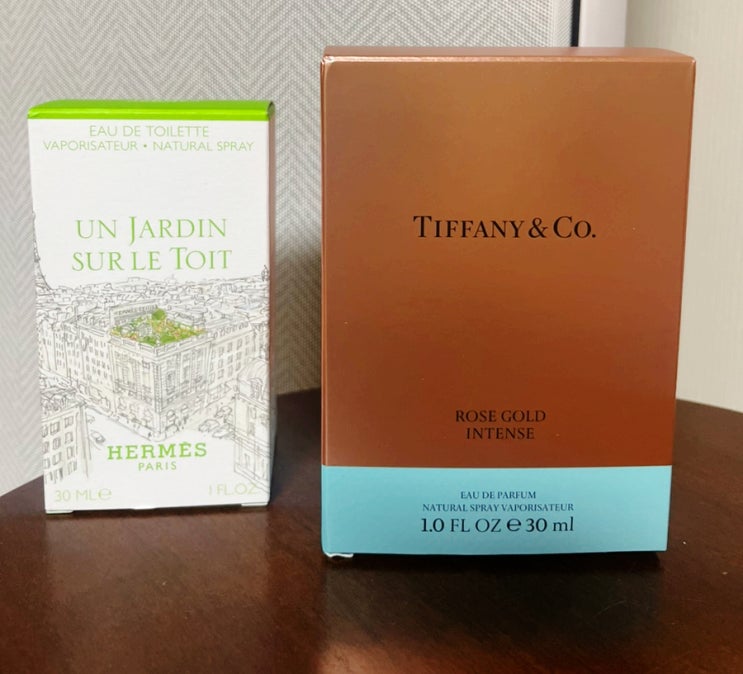 EAU DE TOILETTE
VAPORISATEUR • NATURAL SPRAY
UN JARDIN
SUR LE TOIT
HERMÈS
PARIS
30 ML ℮ 1 FL.OZ
TIFFANY & CO.
ROSE GOLD
INTENSE
EAU DE PARFUM
NATURAL SPRAY VAPORISATEUR
1.0 FL OZ ℮ 30 ml